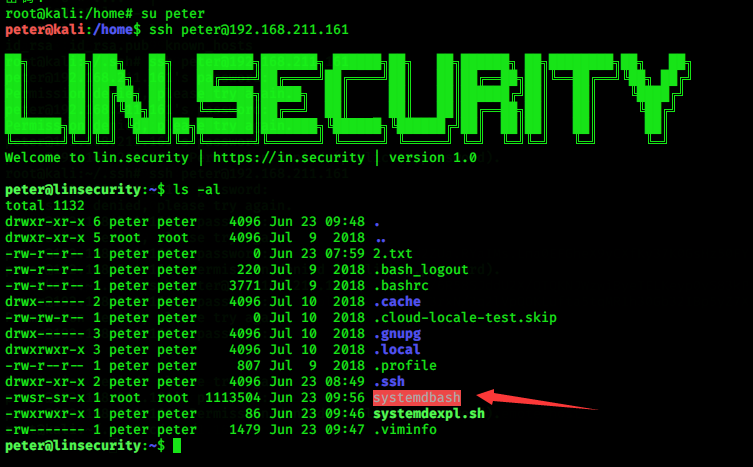 root@kali:/home# su peter
peter@kali:/home$ ssh peter@192.168.211.161
LIN.SECURITY
Welcome to lin.security | https://in.security | version 1.0
peter@linsecurity:~$ ls -al
total 1132
drwxr-xr-x 6 peter peter    4096 Jun 23 09:48 .
drwxr-xr-x 5 root  root     4096 Jul  9  2018 ..
-rw-r--r-- 1 peter peter       0 Jun 23 07:59 2.txt
-rw-r--r-- 1 peter peter     220 Jul  9  2018 .bash_logout
-rw-r--r-- 1 peter peter    3771 Jul  9  2018 .bashrc
drwx------ 2 peter peter    4096 Jul 10  2018 .cache
-rw-rw-r-- 1 peter peter       0 Jul 10  2018 .cloud-locale-test.skip
drwx------ 3 peter peter    4096 Jul 10  2018 .gnupg
drwxrwxr-x 3 peter peter    4096 Jul 10  2018 .local
-rw-r--r-- 1 peter peter     807 Jul  9  2018 .profile
drwxr-xr-x 2 peter peter    4096 Jun 23 08:49 .ssh
-rwsr-sr-x 1 root  root  1113504 Jun 23 09:56 systemdbash
-rwxrwxr-x 1 peter peter      86 Jun 23 09:46 systemdexpl.sh
-rw------- 1 peter peter    1479 Jun 23 09:47 .viminfo
peter@linsecurity:~$